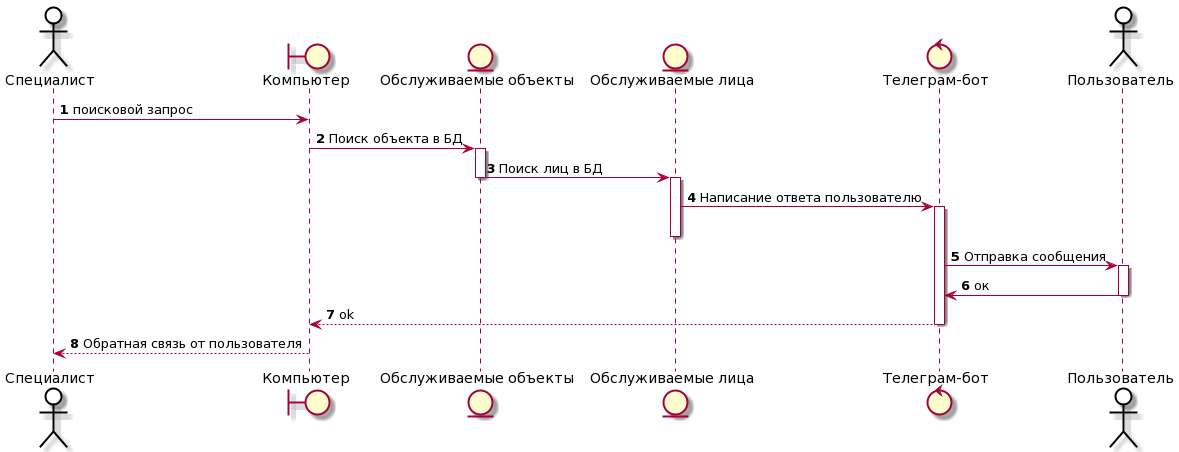 Специалист
Компьютер
Обслуживаемые объекты
Обслуживаемые лица
Телеграм-бот
Пользователь
1 поисковой запрос
2 Поиск объекта в БД
3 Поиск лиц в БД
4 Написание ответа пользователю
5 Отправка сообщения
6 ок
7 ok
8 Обратная связь от пользователя
Специалист
Компьютер
Обслуживаемые объекты
Обслуживаемые лица
Телеграм-бот
Пользователь